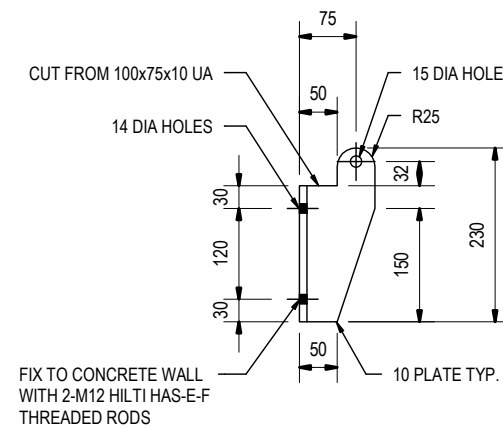 75
CUT FROM 100x75x10 UA
15 DIA HOLE
50
14 DIA HOLES
R25
32
30
120
150
230
30
50
FIX TO CONCRETE WALL
WITH 2-M12 HILTI HAS-E-F
THREADED RODS
10 PLATE TYP.